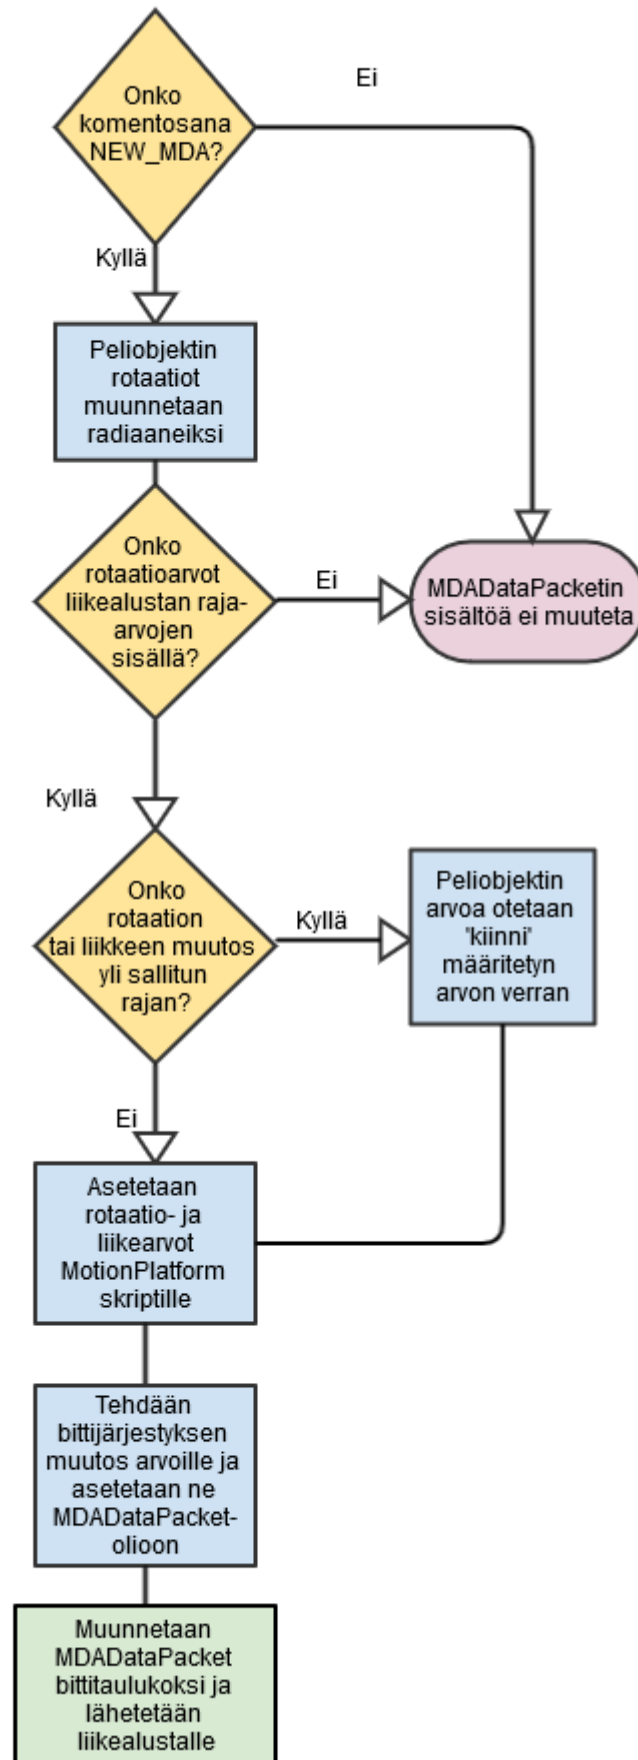 Onko
komentosana
NEW_MDA?
Ei
Kyllä
Peliobjektin
rotaatiot
muunnetaan
radiaaneiksi
Onko
rotaatioarvot
liikealustan raja-
arvojen
sisällä?
Ei
MDADataPacketin
sisältöä ei muuteta
Kyllä
Onko
rotaation
tai liikkeen muutos
yli sallitun
rajan?
Kyllä
Peliobjektin
arvoa otetaan
'kiinni'
määritetyn
arvon verran
Ei
Asetetaan
rotaatio- ja
liikearvot
MotionPlatform
skriptille
Tehdään
bittijärjestyksen
muutos arvoille ja
asetetaan ne
MDADataPacket-
olioon
Muunnetaan
MDADataPacket
bittitaulukoksi ja
lähetetään
liikealustalle